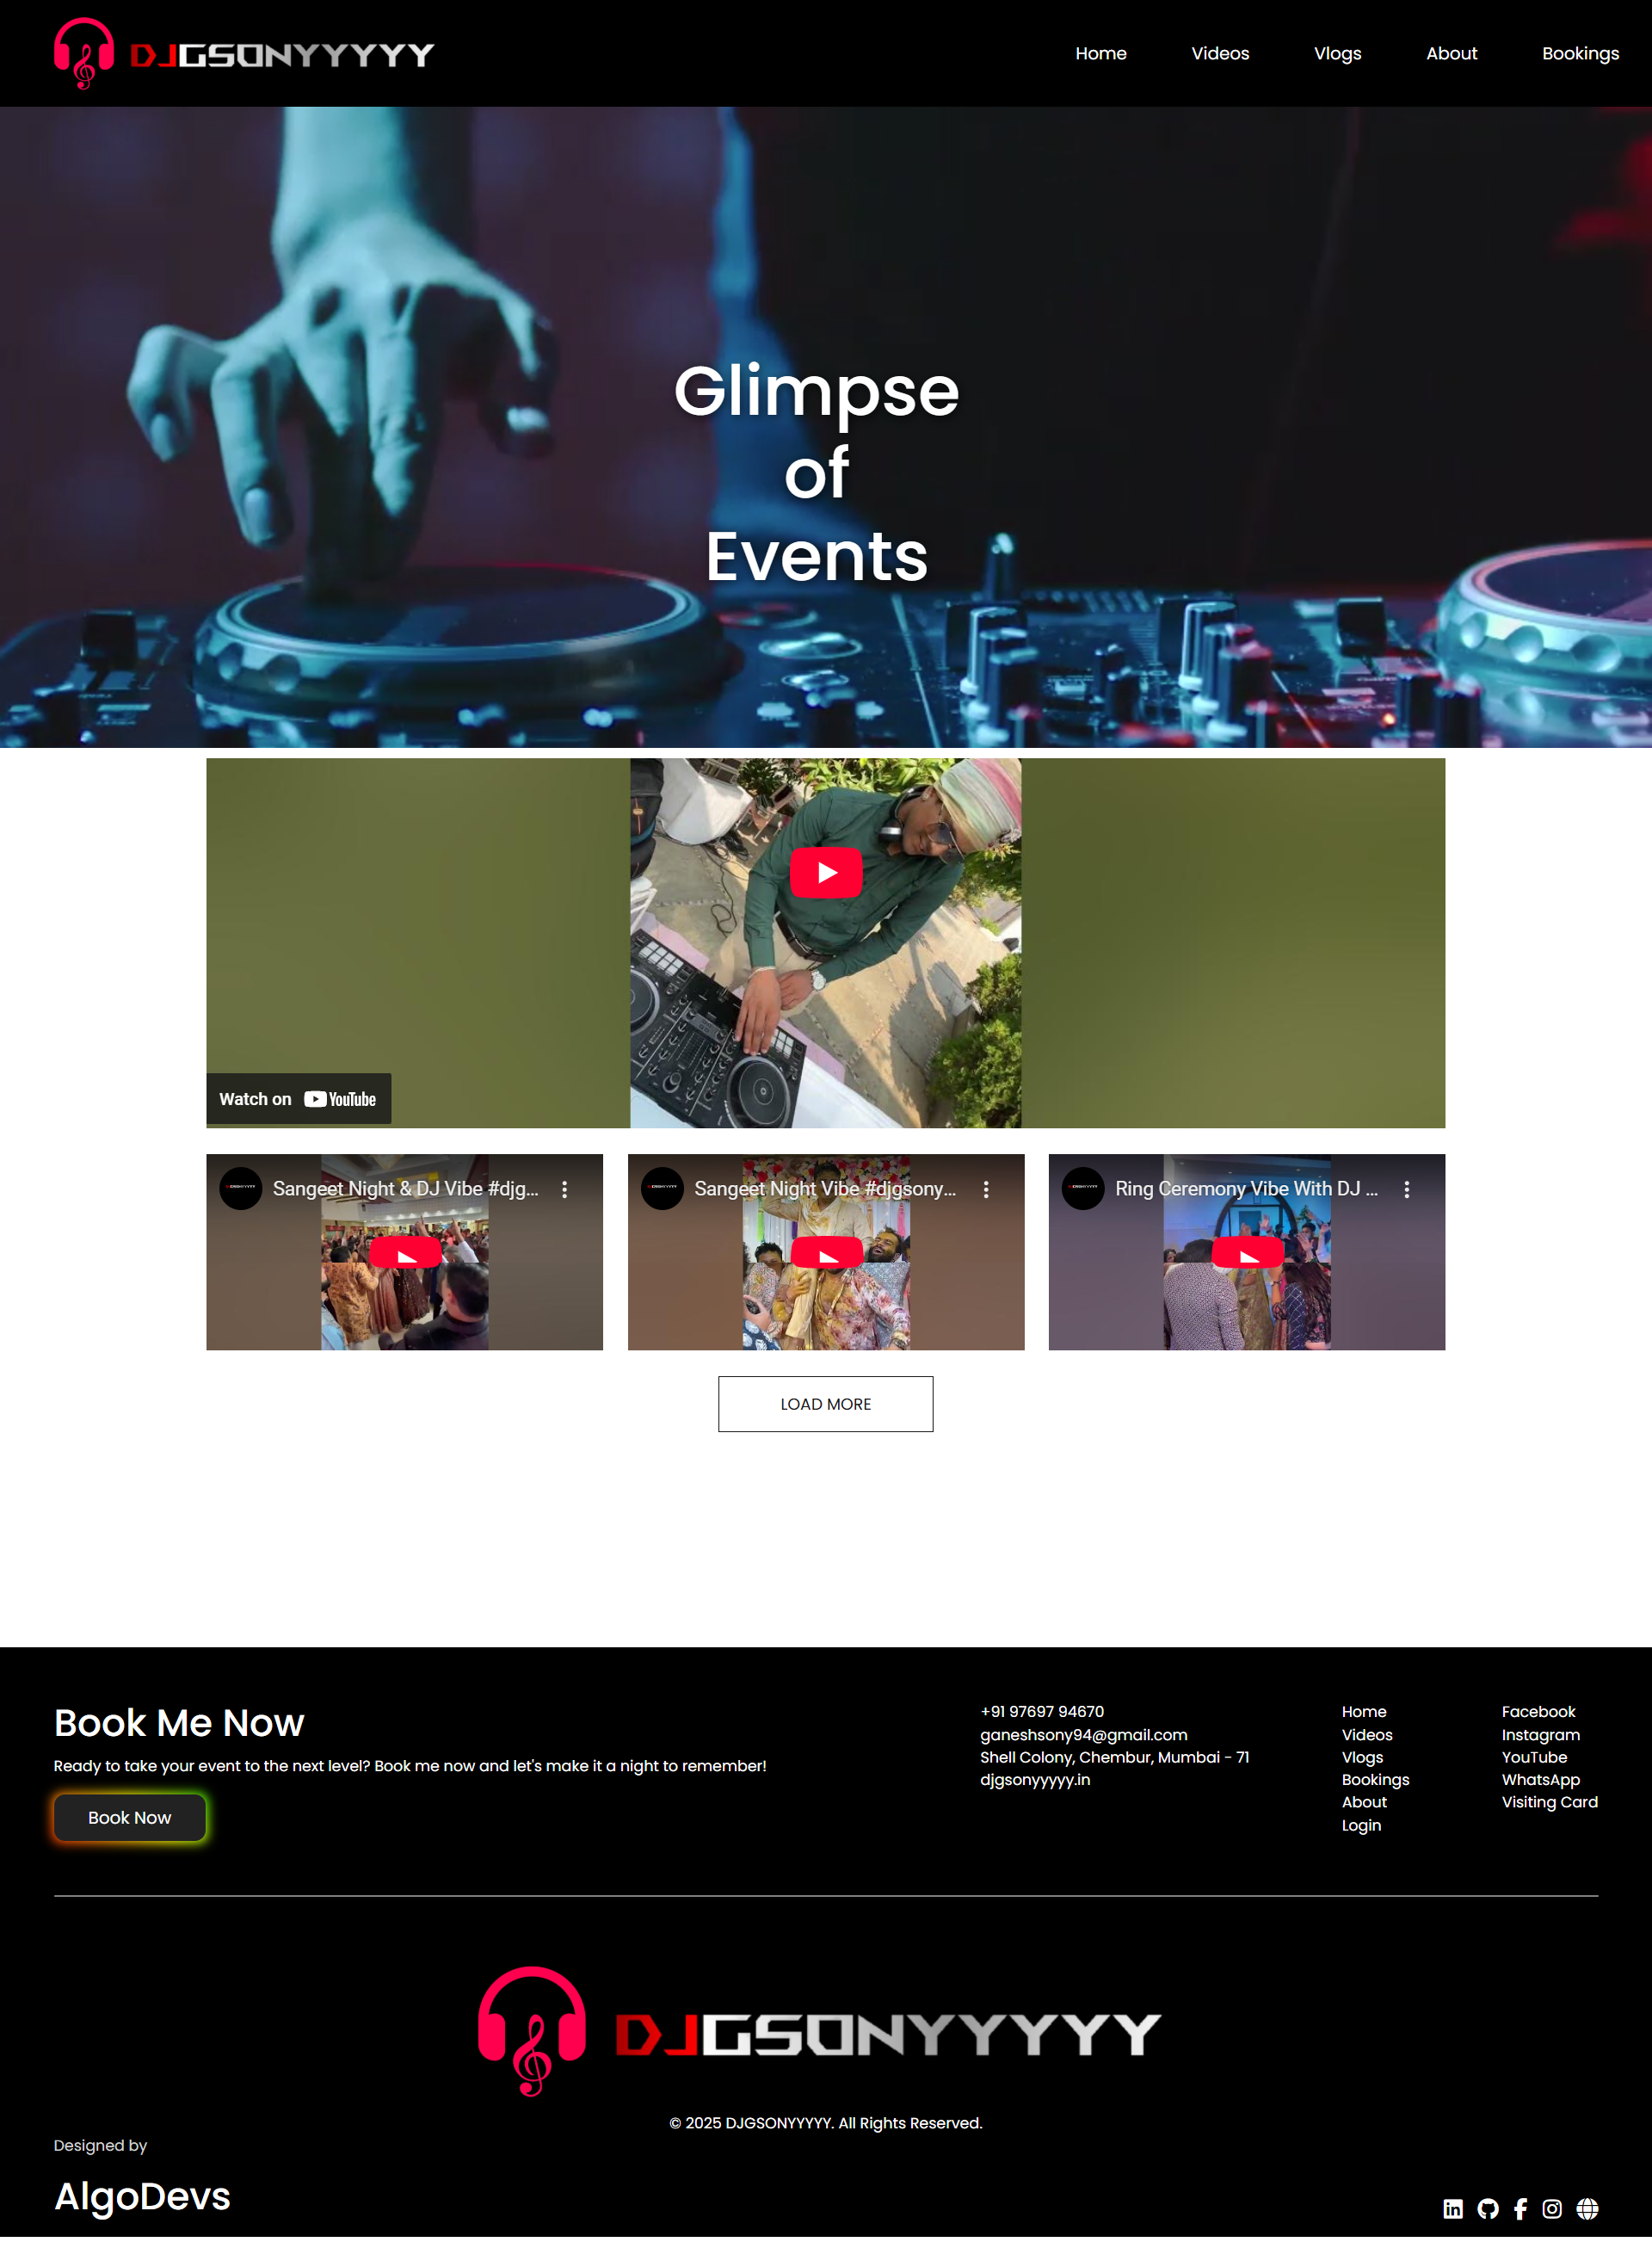 DJGSONYYYYY
Home Videos Vlogs About Bookings
Glimpse
of
Events
Watch on YouTube
Sangeet Night & DJ Vibe #djg...
Sangeet Night Vibe #djgsony...
Ring Ceremony Vibe With DJ ...
LOAD MORE
Book Me Now
Ready to take your event to the next level? Book me now and let's make it a night to remember!
Book Now
+91 97697 94670
ganeshsony94@gmail.com
Shell Colony, Chembur, Mumbai - 71
djgsonyyyyy.in
Home
Videos
Vlogs
Bookings
About
Login
Facebook
Instagram
YouTube
WhatsApp
Visiting Card
DJGSONYYYYY
© 2025 DJGSONYYYYY. All Rights Reserved.
Designed by
AlgoDevs